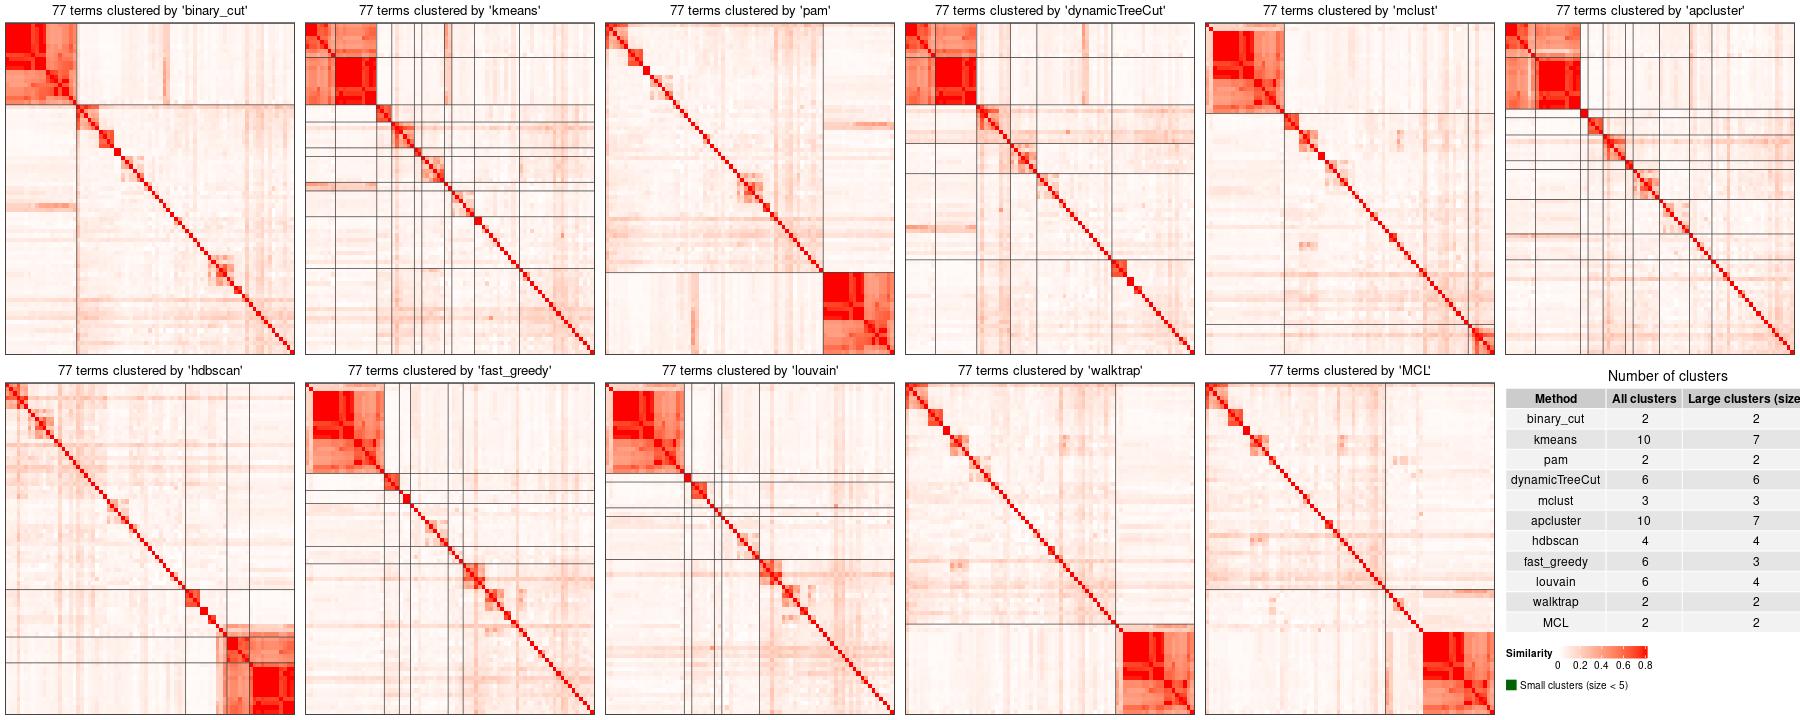 77 terms clustered by 'binary_cut'
77 terms clustered by 'kmeans'
77 terms clustered by 'pam'
77 terms clustered by 'dynamicTreeCut'
77 terms clustered by 'mclust'
77 terms clustered by 'apcluster'
77 terms clustered by 'hdbscan'
77 terms clustered by 'fast_greedy'
77 terms clustered by 'louvain'
77 terms clustered by 'walktrap'
77 terms clustered by 'MCL'
Number of clusters
Method All clusters Large clusters (size
binary_cut 2 2
kmeans 10 7
pam 2 2
dynamicTreeCut 6 6
mclust 3 3
apcluster 10 7
hdbscan 4 4
fast_greedy 6 3
louvain 6 4
walktrap 2 2
MCL 2 2
Similarity
0 0.2 0.4 0.6 0.8
Small clusters (size < 5)